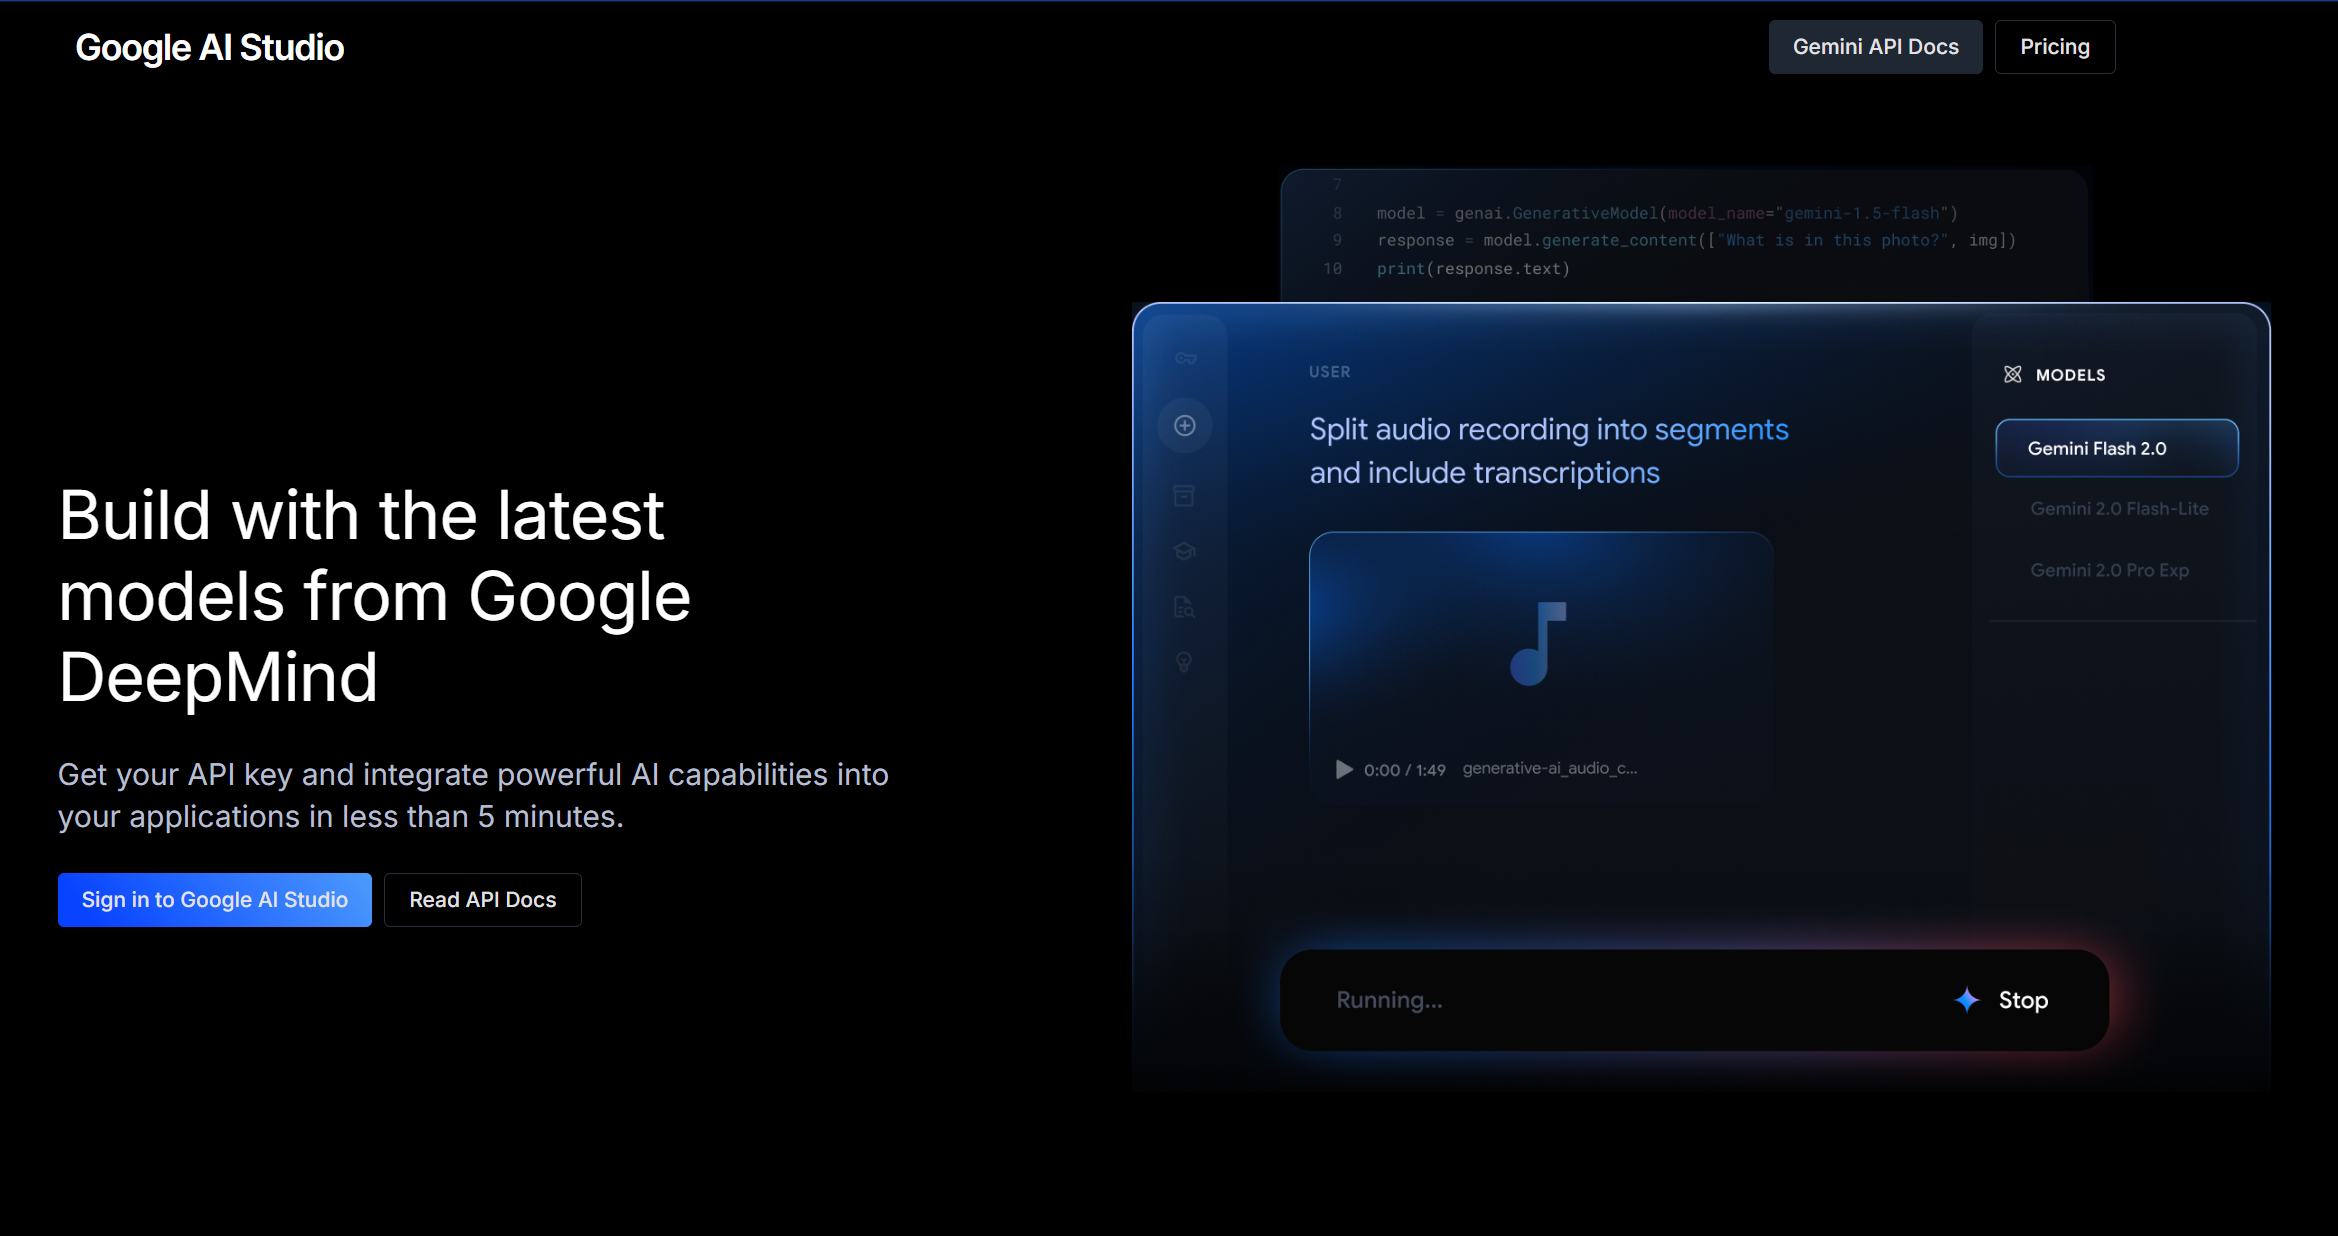 Google AI Studio
Gemini API Docs
Pricing
7
8 model = genai.GenerativeModel(model_name="gemini-1.5-flash")
9 response = model.generate_content(["What is in this photo?", img])
10 print(response.text)
USER
Split audio recording into segments
and include transcriptions
0:00 / 1:49 generative-ai_audio_c...
MODELS
Gemini Flash 2.0
Gemini 2.0 Flash-Lite
Gemini 2.0 Pro Exp
Running...
Stop
Build with the latest
models from Google
DeepMind
Get your API key and integrate powerful AI capabilities into
your applications in less than 5 minutes.
Sign in to Google AI Studio
Read API Docs